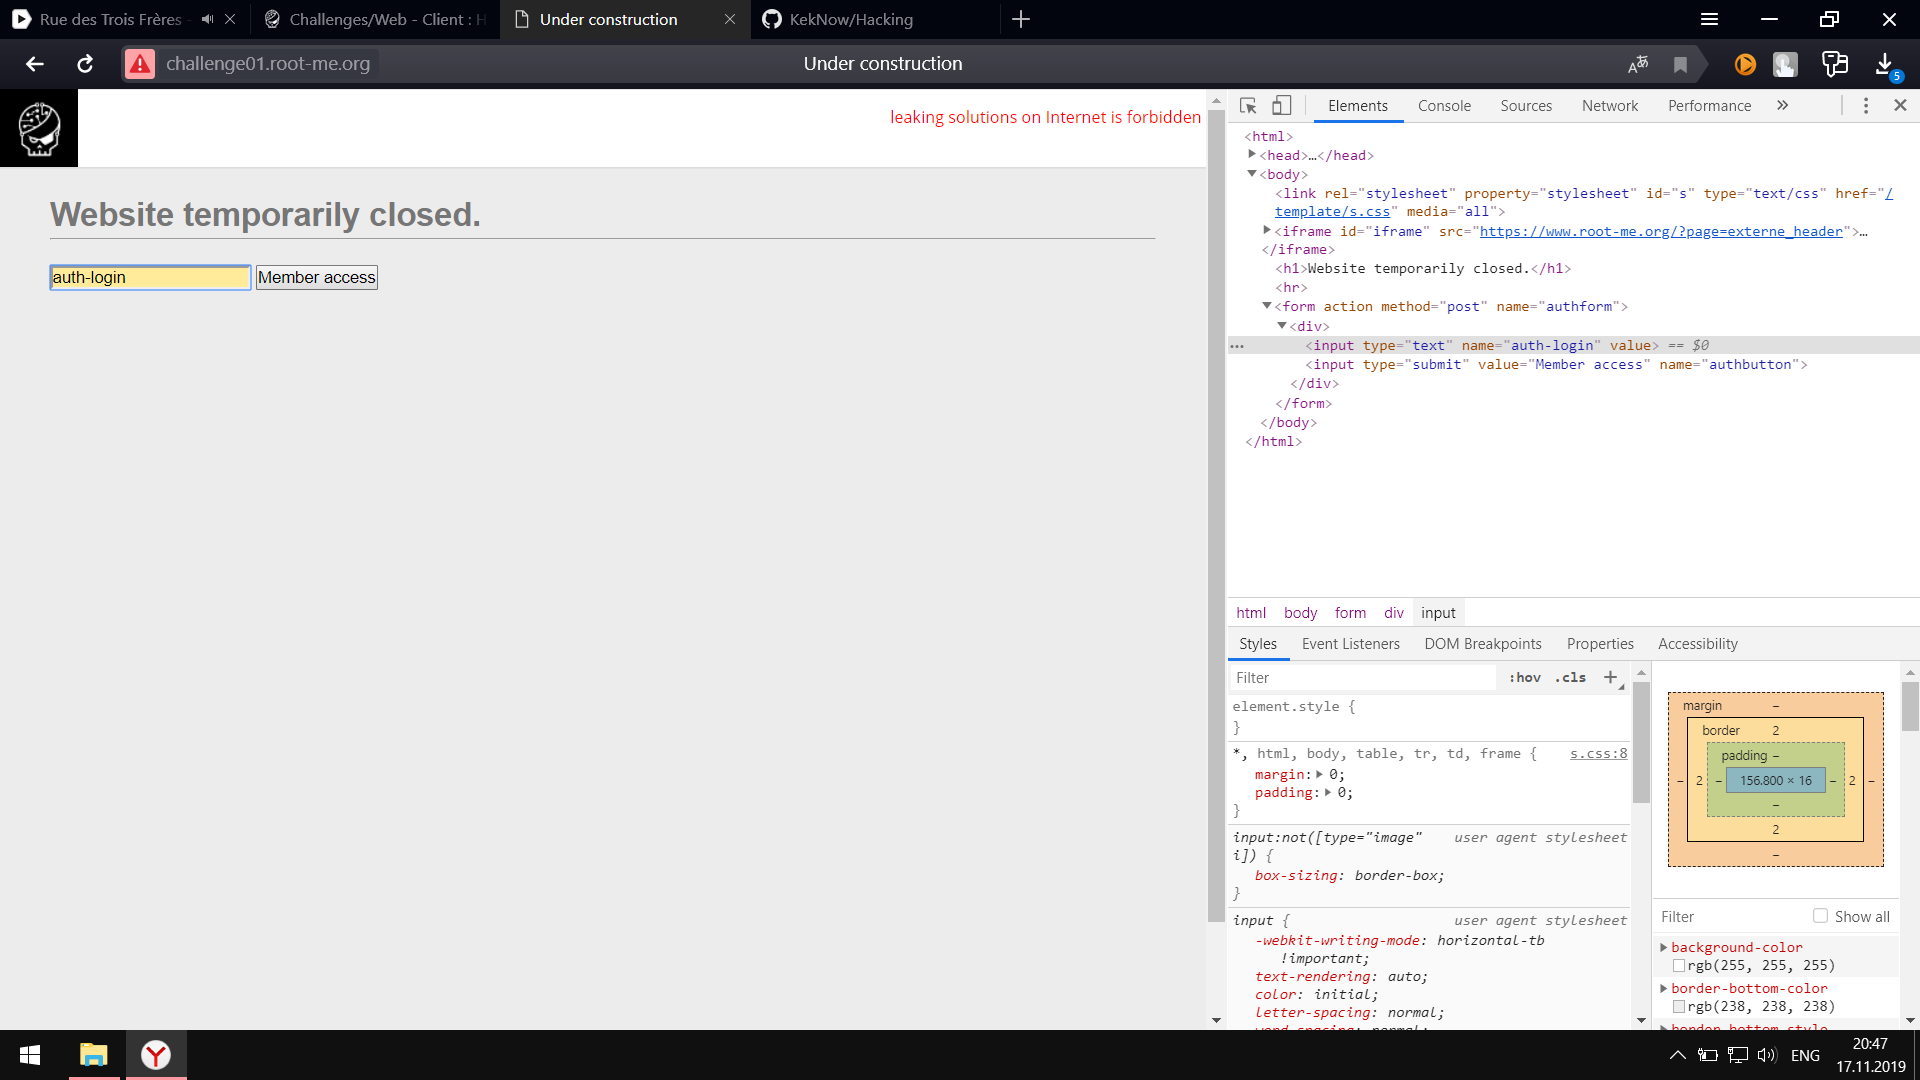 Rue des Trois Frères -
Challenges/Web - Client : H
Under construction
KekNow/Hacking
challenge01.root-me.org
Under construction
5
leaking solutions on Internet is forbidden
Website temporarily closed.
auth-login
Member access
Elements
Console
Sources
Network
Performance
<html>
<head>…</head>
<body>
<link rel="stylesheet" property="stylesheet" id="s" type="text/css" href="/
template/s.css" media="all">
<iframe id="iframe" src="https://www.root-me.org/?page=externe_header">…
</iframe>
<h1>Website temporarily closed.</h1>
<hr>
<form action method="post" name="authform">
<div>
<input type="text" name="auth-login" value> == $0
<input type="submit" value="Member access" name="authbutton">
</div>
</form>
</body>
</html>
html body form div input
Styles Event Listeners DOM Breakpoints Properties Accessibility
Filter
:hov .cls +
element.style {
}
*, html, body, table, tr, td, frame { s.css:8
margin: 0;
padding: 0;
}
input:not([type="image" user agent stylesheet
i]) {
box-sizing: border-box;
}
input { user agent stylesheet
-webkit-writing-mode: horizontal-tb
!important;
text-rendering: auto;
color: initial;
letter-spacing: normal;
word-spacing: normal;
margin –
border 2
padding –
– 2 – 156.800 × 16 – 2 –
–
2
–
Filter
Show all
background-color
rgb(255, 255, 255)
border-bottom-color
rgb(238, 238, 238)
border-bottom-style
ENG
20:47
17.11.2019